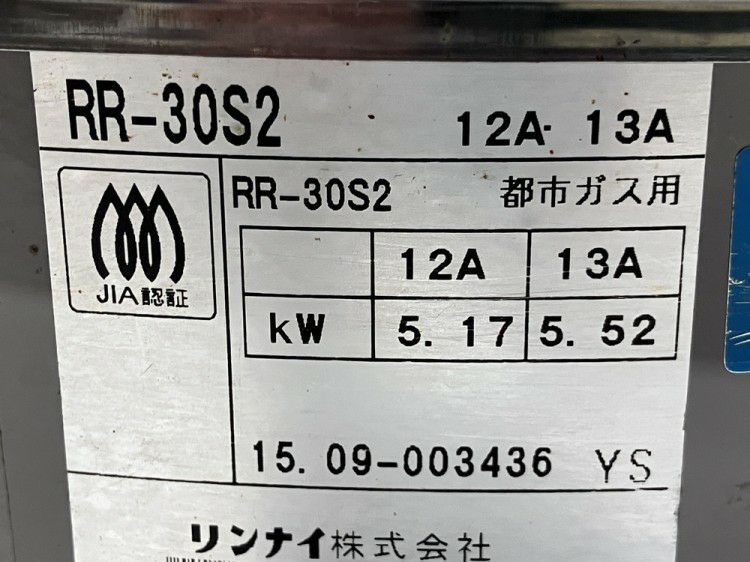 RR-30S2 12A・13A
RR-30S2 都市ガス用
12A 13A
kW 5.17 5.52
JIA認証
15.09-003436 YS
リンナイ株式会社